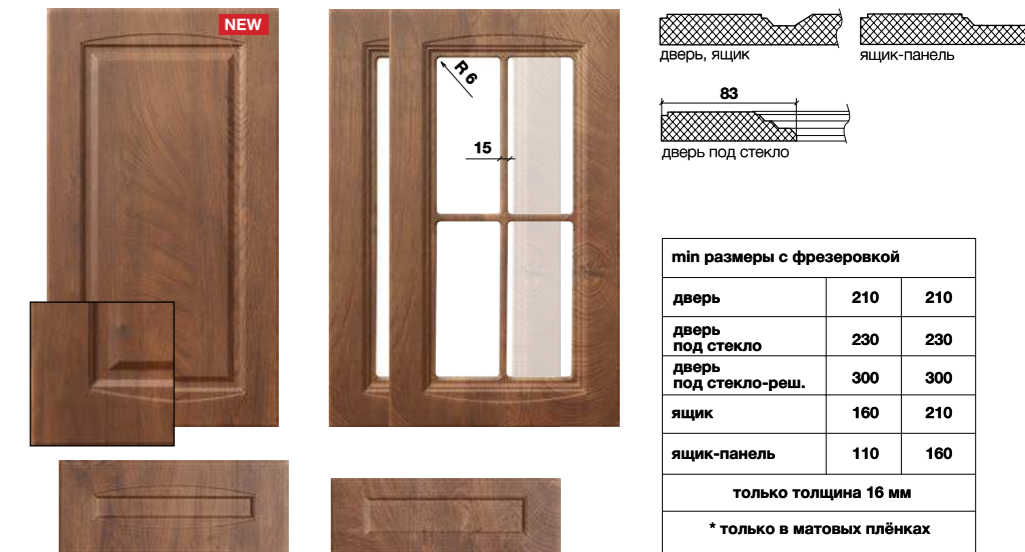 NEW
R 6
15
дверь, ящик
ящик-панель
83
дверь под стекло
min размеры с фрезеровкой
дверь 210 210
дверь
под стекло 230 230
дверь
под стекло-реш. 300 300
ящик 160 210
ящик-панель 110 160
только толщина 16 мм
* только в матовых плёнках